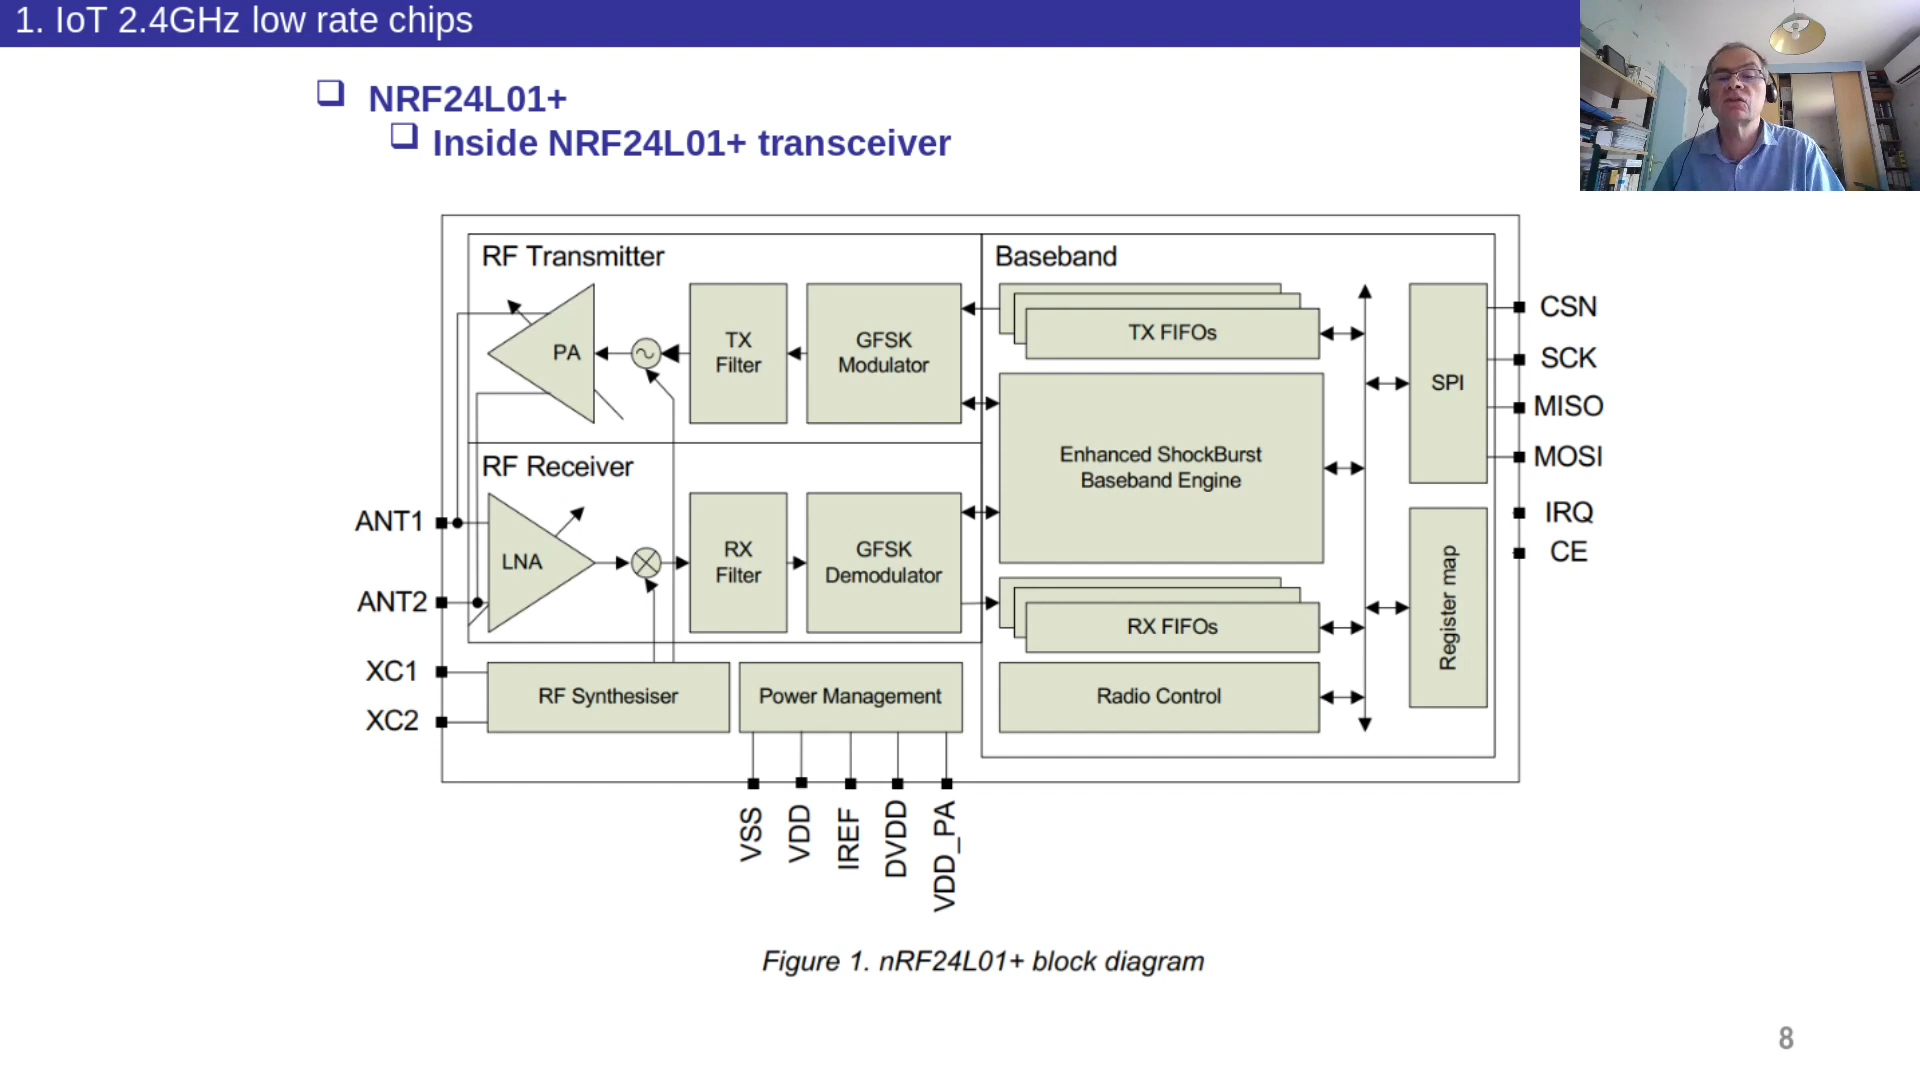 1. IoT 2.4GHz low rate chips
NRF24L01+
Inside NRF24L01+ transceiver
RF Transmitter
Baseband
PA
TX
Filter
GFSK
Modulator
TX FIFOs
SPI
CSN
SCK
MISO
MOSI
Enhanced ShockBurst
Baseband Engine
RF Receiver
ANT1
ANT2
LNA
RX
Filter
GFSK
Demodulator
RX FIFOs
Register map
IRQ
CE
XC1
XC2
RF Synthesiser
Power Management
Radio Control
VSS
VDD
IREF
DVDD
VDD_PA
Figure 1. nRF24L01+ block diagram
8